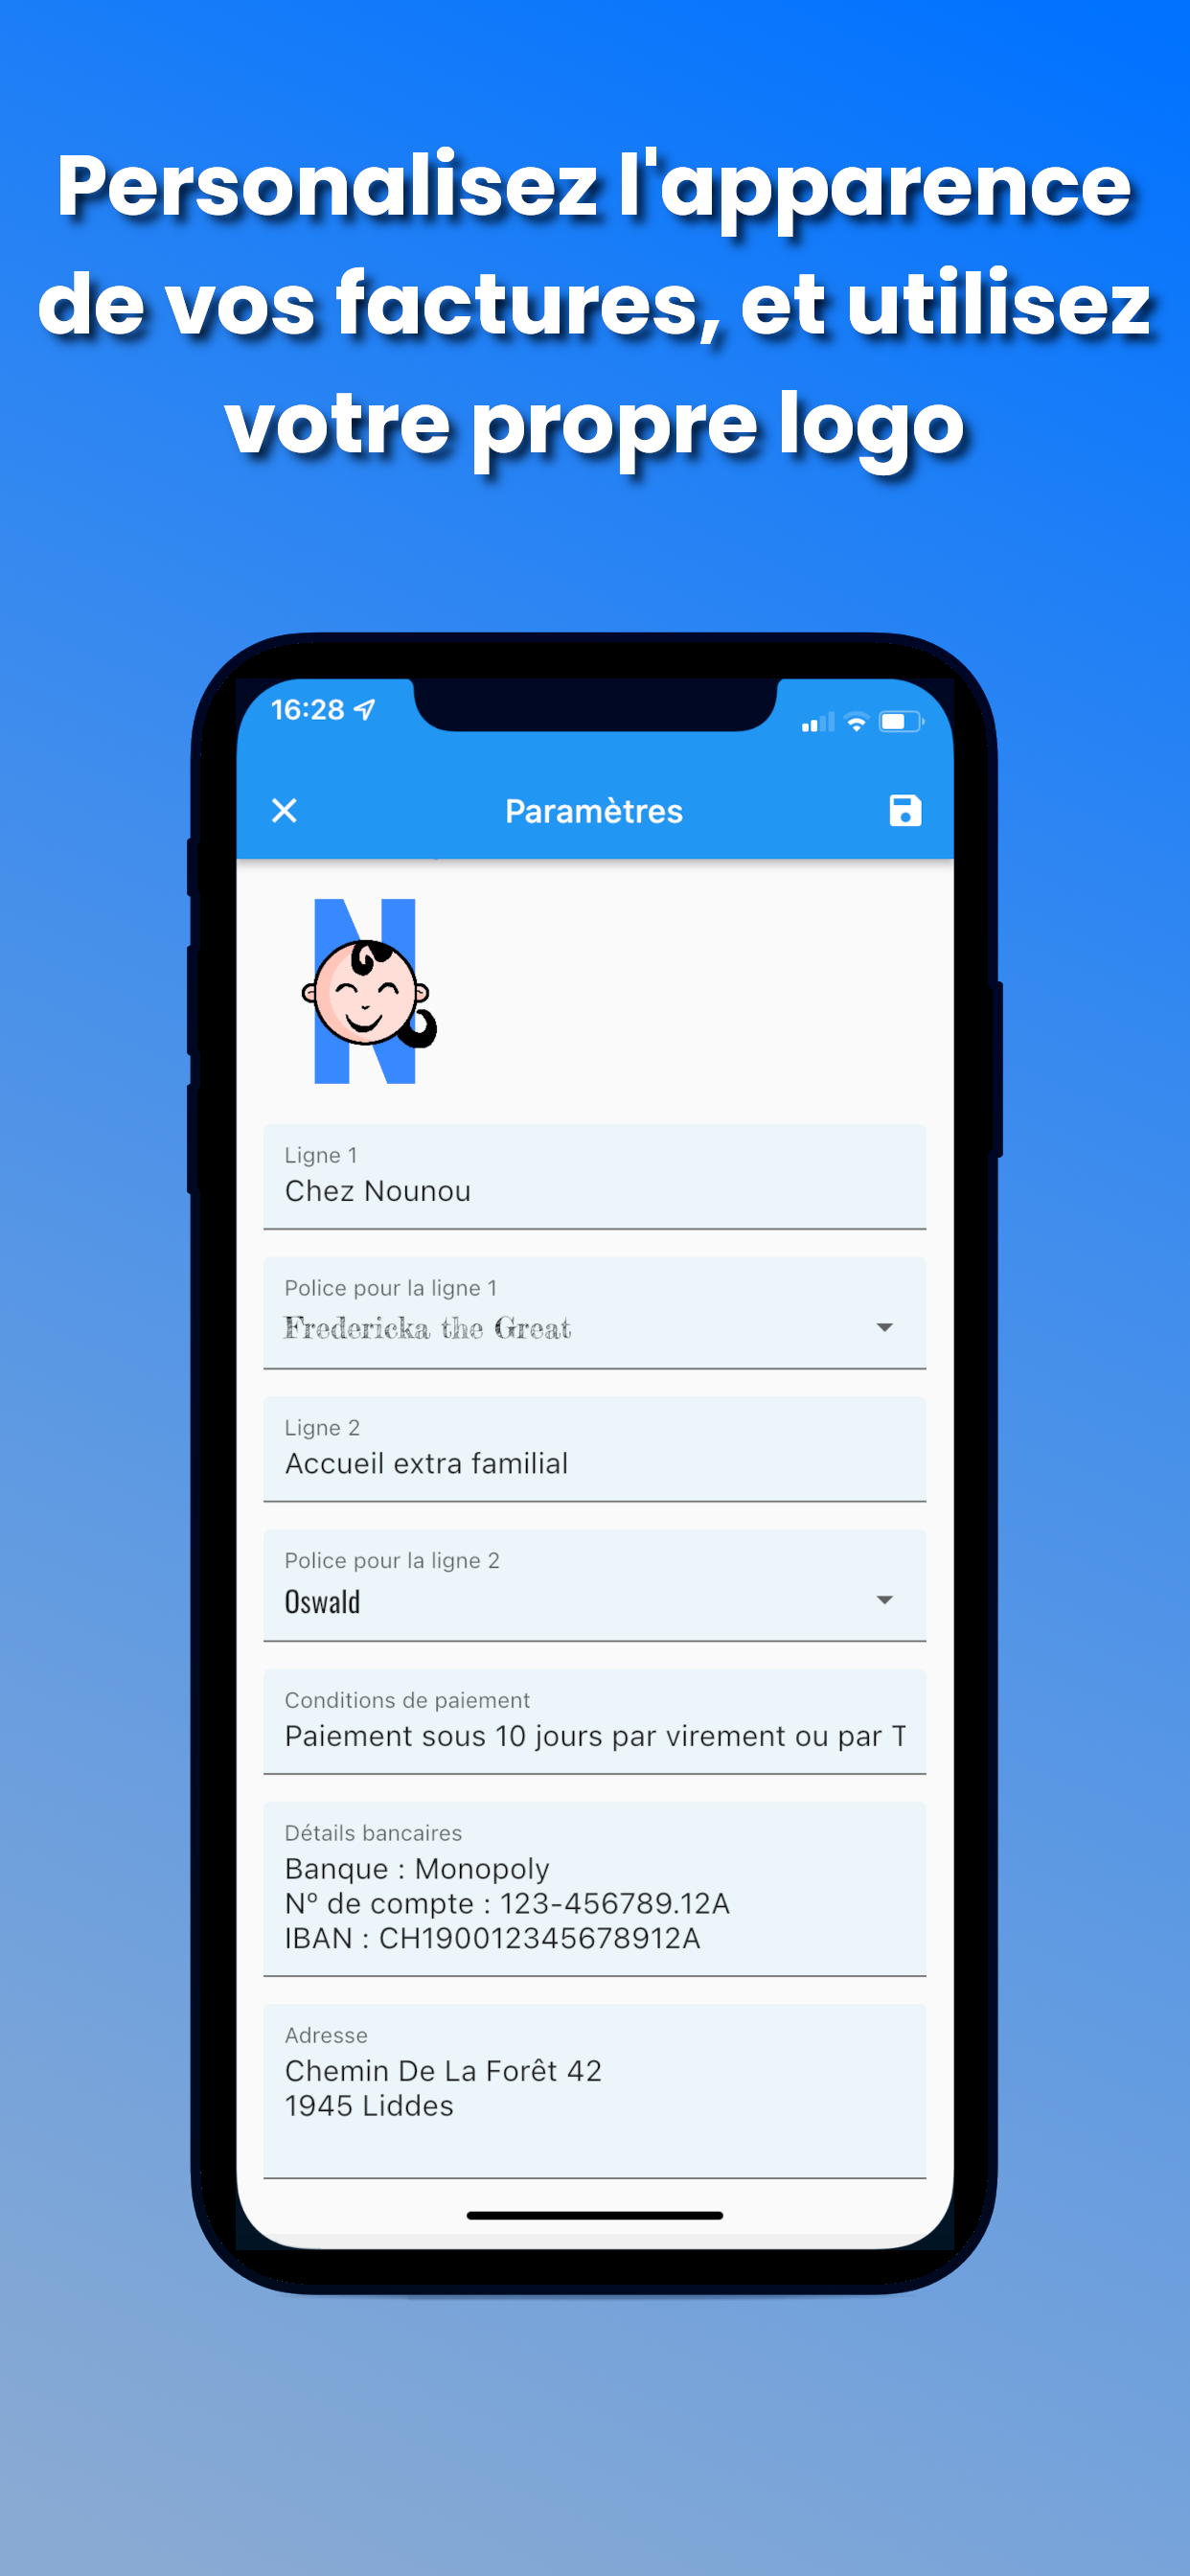 Personalisez l'apparence
de vos factures, et utilisez
votre propre logo
16:28
Paramètres
N
Ligne 1
Chez Nounou
Police pour la ligne 1
Fredericka the Great
Ligne 2
Accueil extra familial
Police pour la ligne 2
Oswald
Conditions de paiement
Paiement sous 10 jours par virement ou par T
Détails bancaires
Banque : Monopoly
N° de compte : 123-456789.12A
IBAN : CH190012345678912A
Adresse
Chemin De La Forêt 42
1945 Liddes